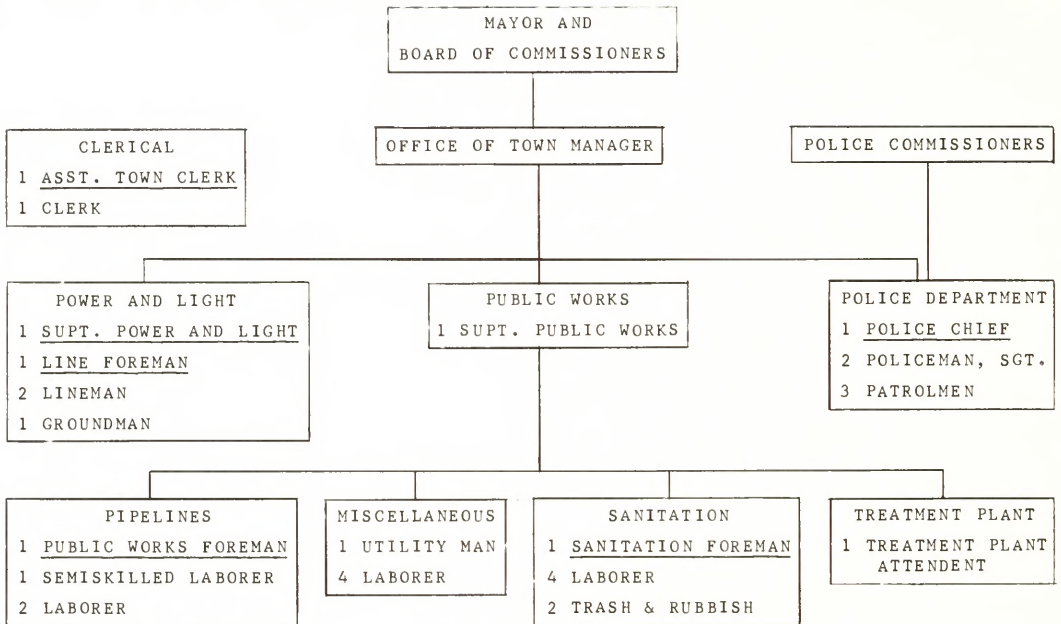 MAYOR AND
BOARD OF COMMISSIONERS
CLERICAL
1 ASST. TOWN CLERK
1 CLERK
OFFICE OF TOWN MANAGER
POLICE COMMISSIONERS
POWER AND LIGHT
1 SUPT. POWER AND LIGHT
1 LINE FOREMAN
2 LINEMAN
1 GROUNDMAN
PUBLIC WORKS
1 SUPT. PUBLIC WORKS
POLICE DEPARTMENT
1 POLICE CHIEF
2 POLICEMAN, SGT.
3 PATROLMEN
PIPELINES
1 PUBLIC WORKS FOREMAN
1 SEMISKILLED LABORER
2 LABORER
MISCELLANEOUS
1 UTILITY MAN
4 LABORER
SANITATION
1 SANITATION FOREMAN
4 LABORER
2 TRASH & RUBBISH
TREATMENT PLANT
1 TREATMENT PLANT
ATTENDENT